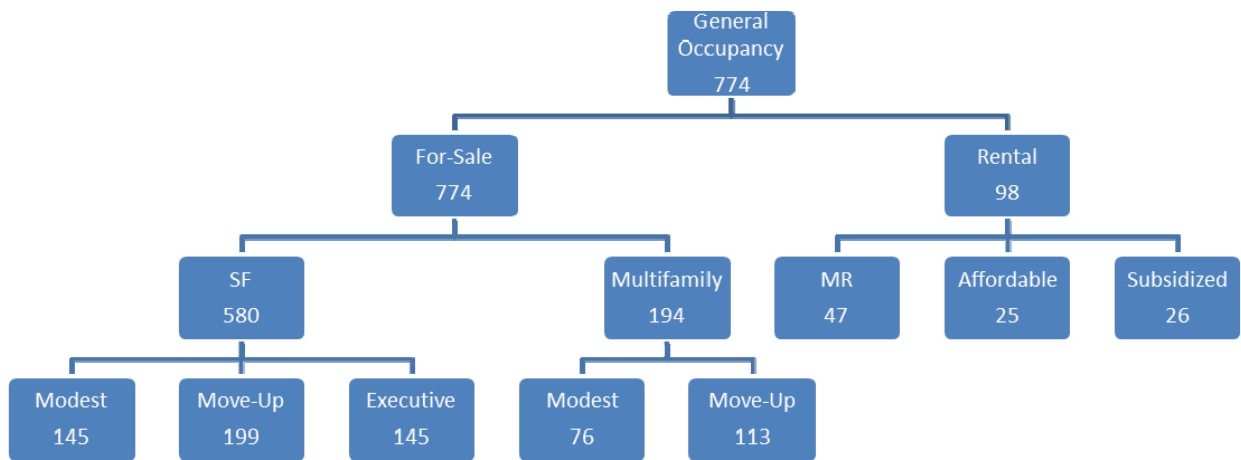 General
Occupancy
774
For-Sale
774
Rental
98
SF
580
Multifamily
194
MR
47
Affordable
25
Subsidized
26
Modest
145
Move-Up
199
Executive
145
Modest
76
Move-Up
113